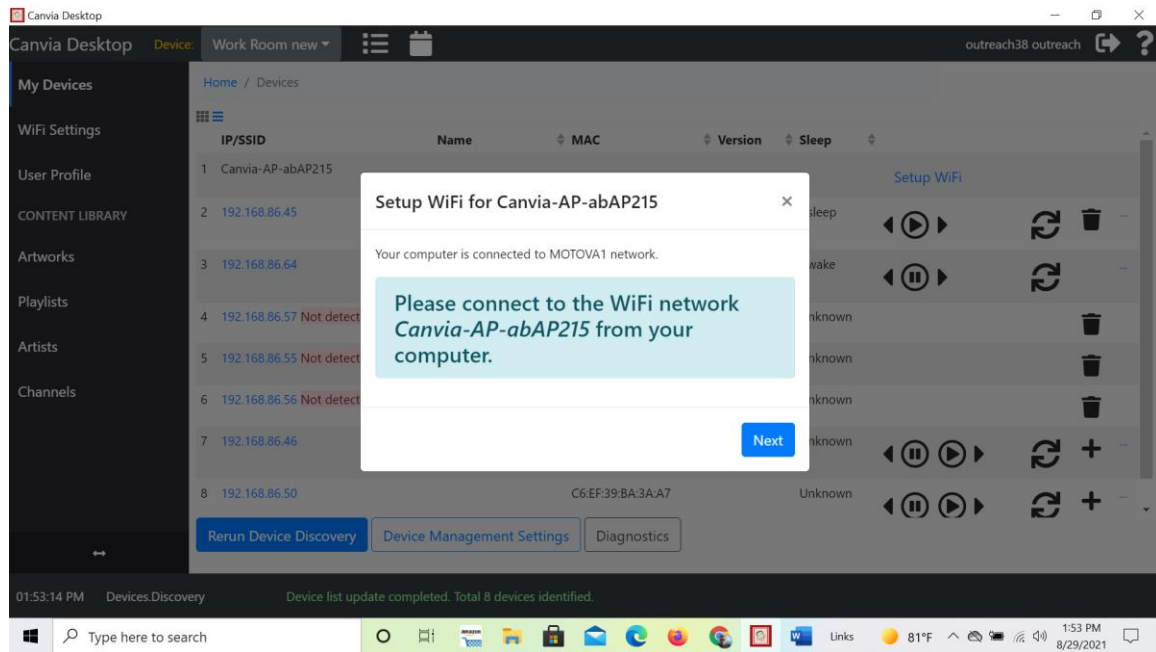 Canvia Desktop
Canvia Desktop Device: Work Room new outreach38 outreach ?
My Devices
WiFi Settings
User Profile
CONTENT LIBRARY
Artworks
Playlists
Artists
Channels
Home / Devices
IP/SSID Name MAC Version Sleep
1 Canvia-AP-abAP215 Setup WiFi
2 192.168.86.45
3 192.168.86.64
4 192.168.86.57 Not detect
5 192.168.86.55 Not detect
6 192.168.86.56 Not detect
7 192.168.86.46
8 192.168.86.50 C6:EF:39:BA:3A:A7 Unknown
Setup WiFi for Canvia-AP-abAP215 ×
Your computer is connected to MOTOVA1 network.
Please connect to the WiFi network
Canvia-AP-abAP215 from your
computer.
Next
Rerun Device Discovery Device Management Settings Diagnostics
01:53:14 PM Devices.Discovery Device list update completed. Total 8 devices identified.
Type here to search Links 81°F 1:53 PM
8/29/2021